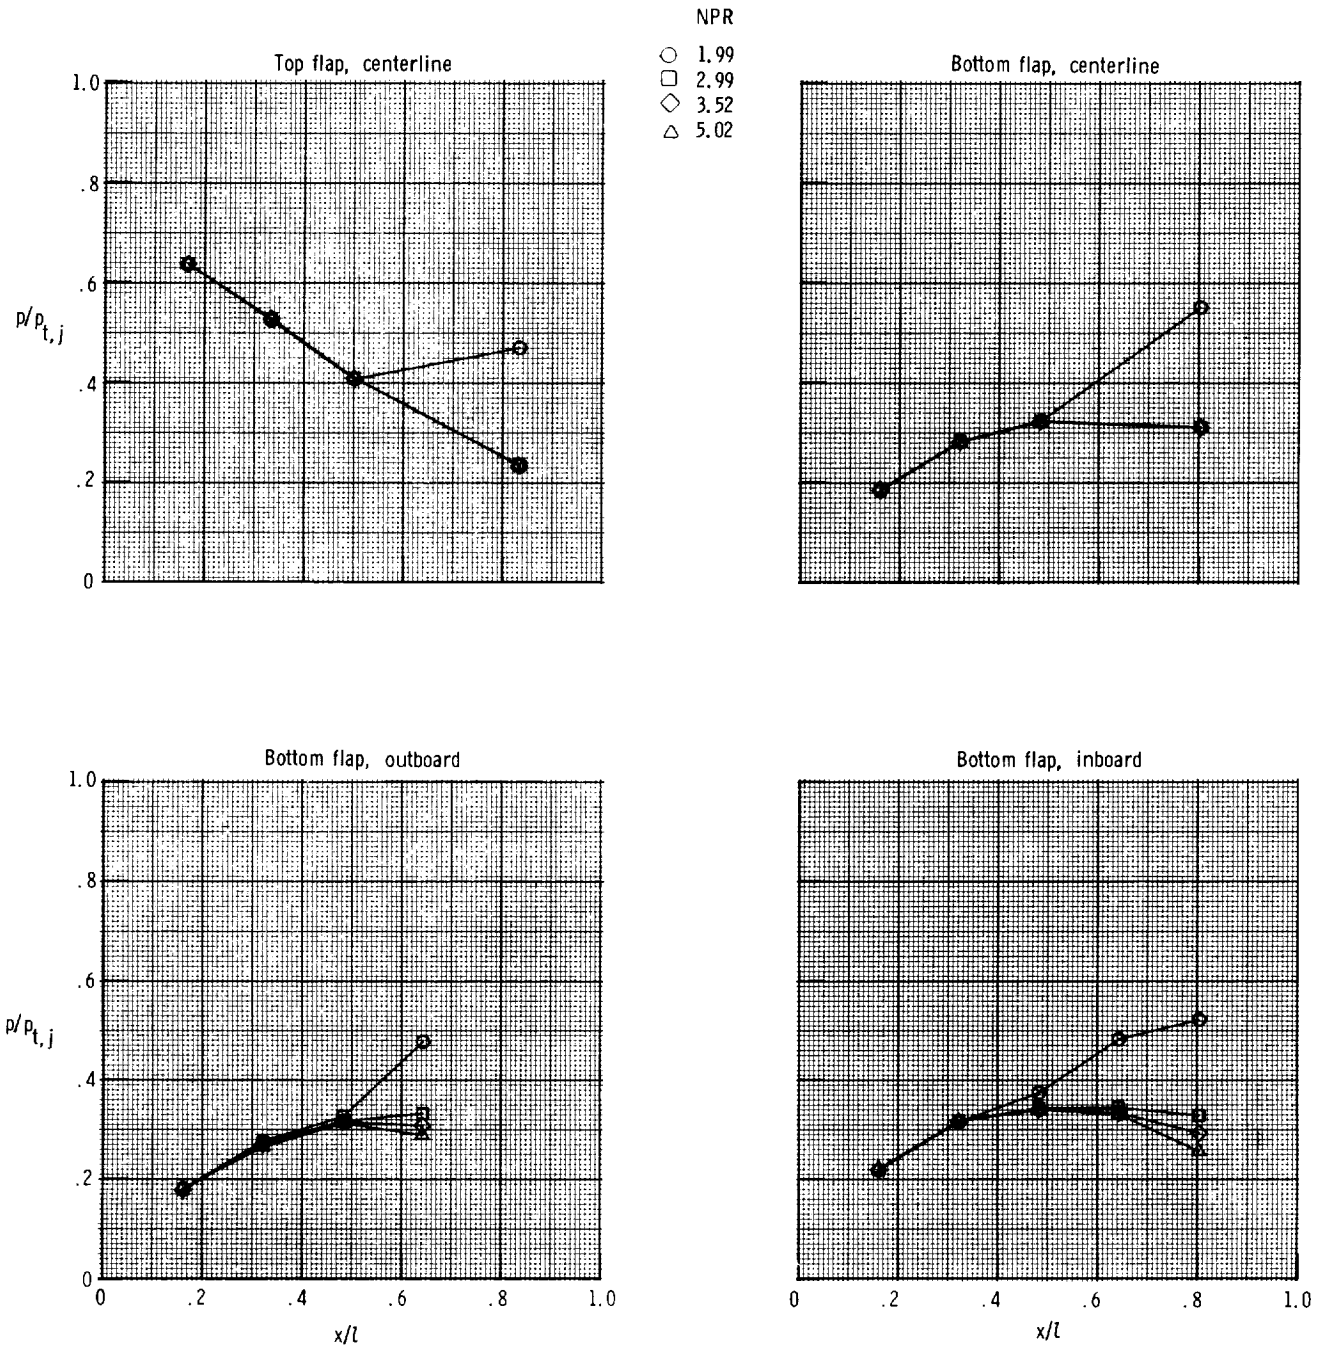 NPR
1.99
2.99
3.52
5.02
Top flap, centerline
1.0
.8
.6
.4
.2
0
p/p t, j
Bottom flap, centerline
Bottom flap, outboard
1.0
.8
.6
.4
.2
0
p/p t, j
0 .2 .4 .6 .8 1.0
x/l
Bottom flap, inboard
0 .2 .4 .6 .8 1.0
x/l